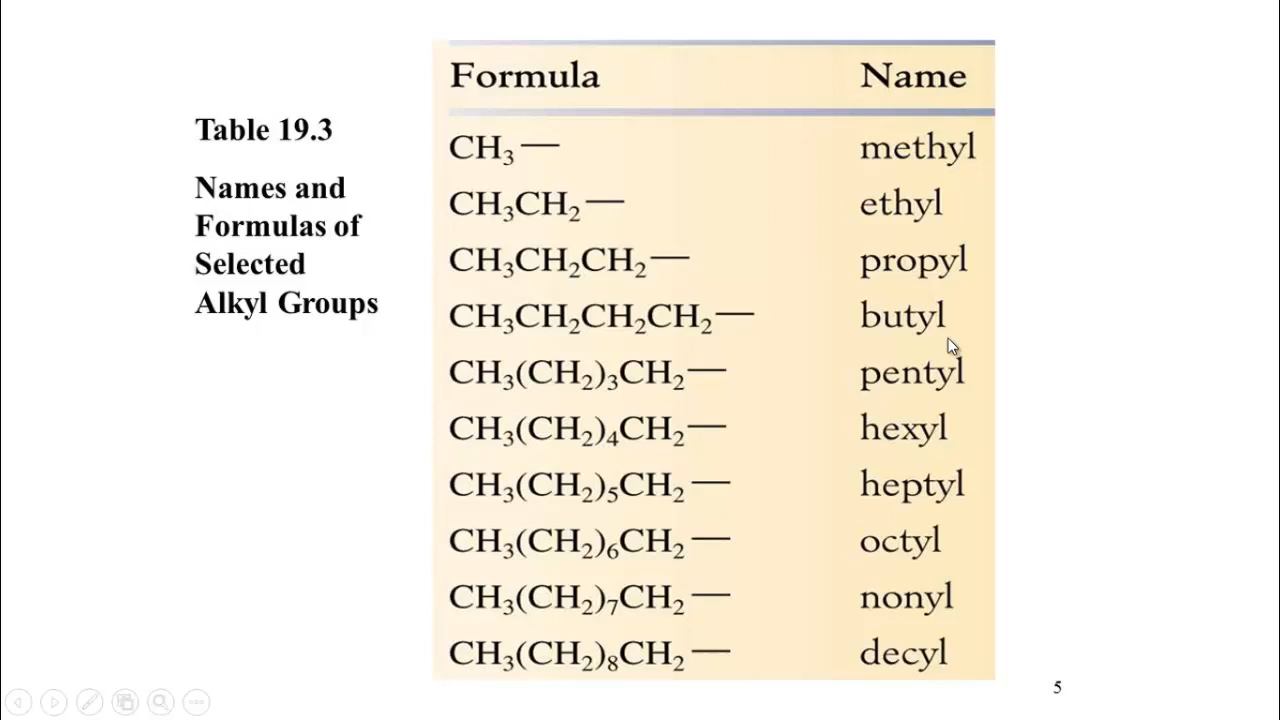 Table 19.3
Names and
Formulas of
Selected
Alkyl Groups
Formula Name
CH₃— methyl
CH₃CH₂— ethyl
CH₃CH₂CH₂— propyl
CH₃CH₂CH₂CH₂— butyl
CH₃(CH₂)₃CH₂— pentyl
CH₃(CH₂)₄CH₂— hexyl
CH₃(CH₂)₅CH₂— heptyl
CH₃(CH₂)₆CH₂— octyl
CH₃(CH₂)₇CH₂— nonyl
CH₃(CH₂)₈CH₂— decyl
5